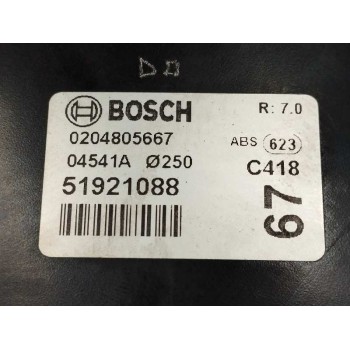 BOSCH R: 7.0
0204805667 ABS 623
04541A Ø250 C418
51921088
67